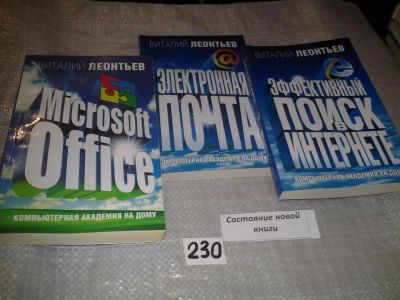 ВИТАЛИЙ ЛЕОНТЬЕВ
Microsoft
Office
КОМПЬЮТЕРНАЯ АКАДЕМИЯ НА ДОМУ
ВИТАЛИЙ ЛЕОНТЬЕВ
@
ЭЛЕКТРОННАЯ
ПОЧТА
КОМПЬЮТЕРНАЯ АКАДЕМИЯ НА ДОМУ
ВИТАЛИЙ ЛЕОНТЬЕВ
ЭФФЕКТИВНЫЙ
ПОИСК
В
ИНТЕРНЕТЕ
КОМПЬЮТЕРНАЯ АКАДЕМИЯ НА ДОМУ
Состояние новой
книги
230